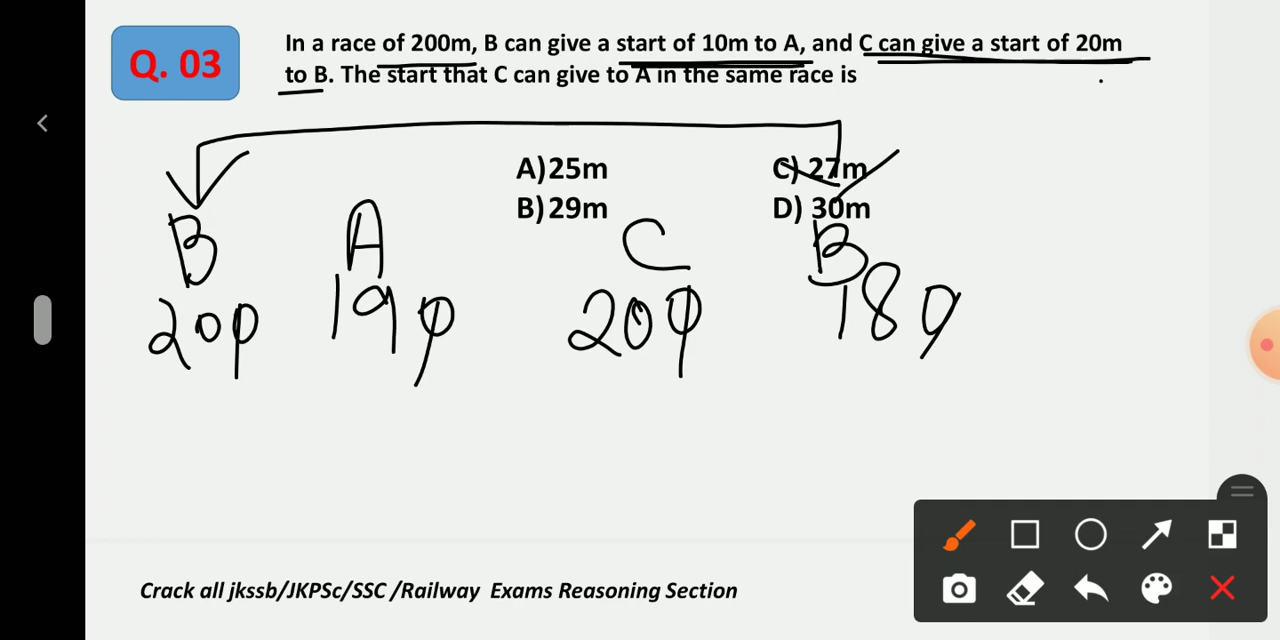 Q. 03
In a race of 200m, B can give a start of 10m to A, and C can give a start of 20m
to B. The start that C can give to A in the same race is
A) 25m
C) 27m
B) 29m
D) 30m
B A C B
200 190 200 180
Crack all jkssb/JKPSc/SSC /Railway Exams Reasoning Section